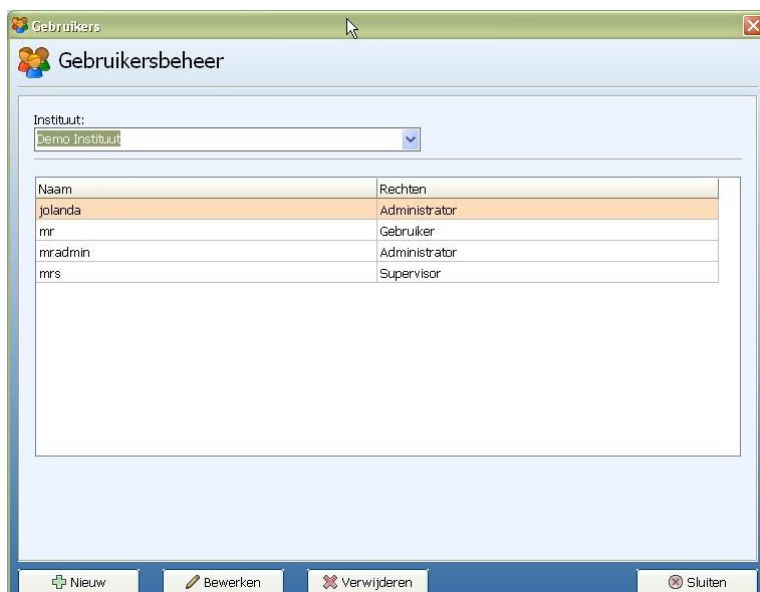 Gebruikers
Gebruikersbeheer
Instituut:
Demo Instituut
Naam Rechten
jolanda Administrator
mr Gebruiker
mradmin Administrator
mrs Supervisor
Nieuw Bewerken Verwijderen Sluiten